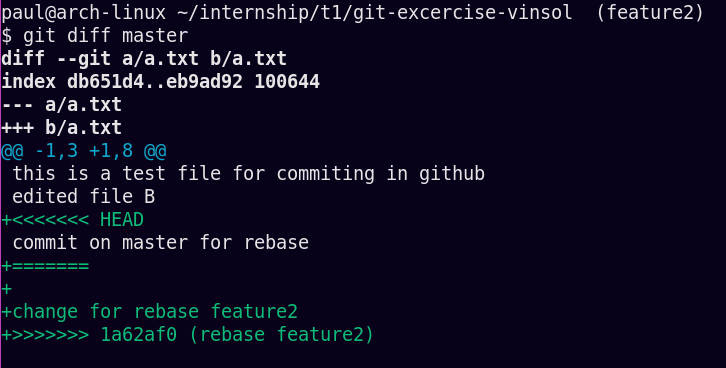 paul@arch-linux ~/internship/t1/git-excercise-vinsol  (feature2)
$ git diff master
diff --git a/a.txt b/a.txt
index db651d4..eb9ad92 100644
--- a/a.txt
+++ b/a.txt
@@ -1,3 +1,8 @@
 this is a test file for commiting in github
 edited file B
+<<<<<<< HEAD
 commit on master for rebase
+=======
+
+change for rebase feature2
+>>>>>>> 1a62af0 (rebase feature2)